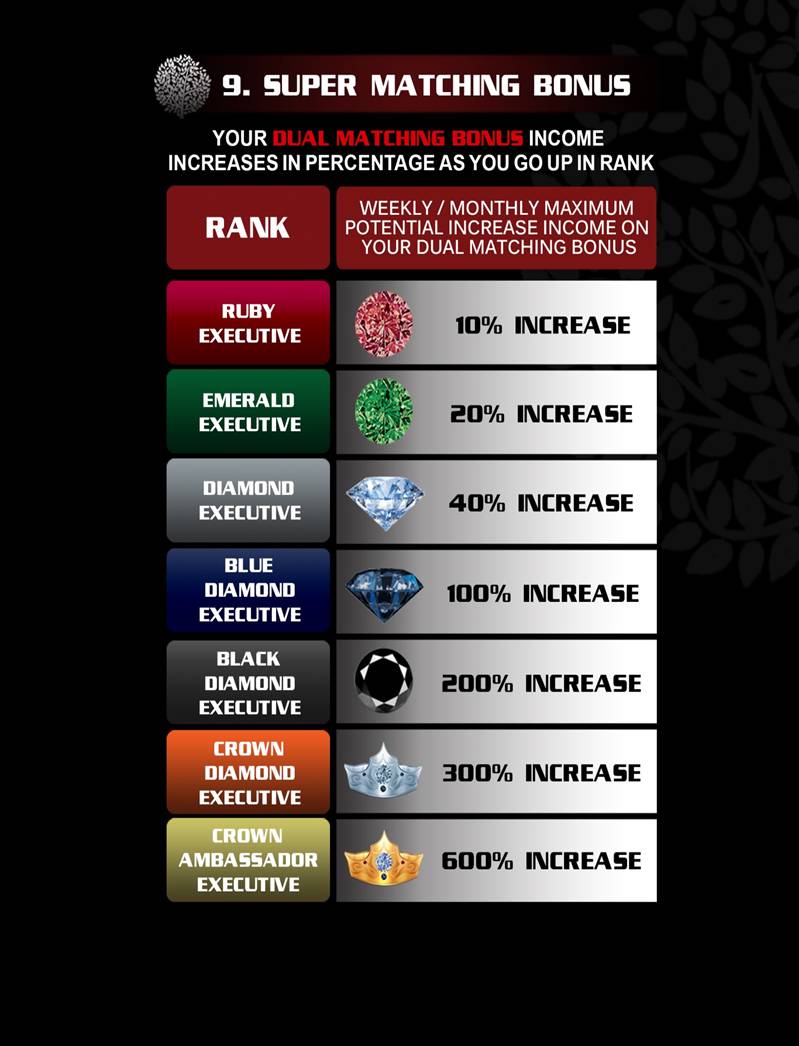 9. SUPER MATCHING BONUS
YOUR DUAL MATCHING BONUS INCOME
INCREASES IN PERCENTAGE AS YOU GO UP IN RANK
RANK
WEEKLY / MONTHLY MAXIMUM
POTENTIAL INCREASE INCOME ON
YOUR DUAL MATCHING BONUS
RUBY
EXECUTIVE
10% INCREASE
EMERALD
EXECUTIVE
20% INCREASE
DIAMOND
EXECUTIVE
40% INCREASE
BLUE
DIAMOND
EXECUTIVE
100% INCREASE
BLACK
DIAMOND
EXECUTIVE
200% INCREASE
CROWN
DIAMOND
EXECUTIVE
300% INCREASE
CROWN
AMBASSADOR
EXECUTIVE
600% INCREASE